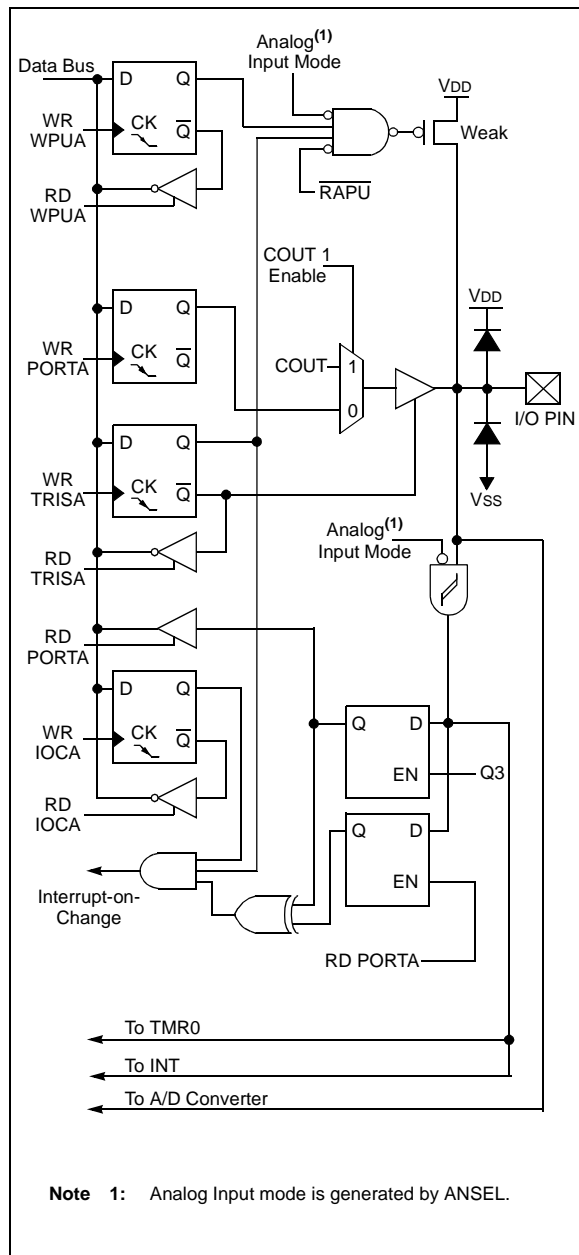 Analog(1)
Input Mode
Data Bus
D Q
VDD
WR
WPUA
CK Q
Weak
RD
WPUA
RAPU
COUT 1
Enable
D Q
VDD
WR
PORTA
CK Q
COUT 1
0
I/O PIN
D Q
WR
TRISA
CK Q
VSS
Analog(1)
Input Mode
RD
TRISA
RD
PORTA
D Q
Q D
WR
IOCA
CK Q
EN Q3
RD
IOCA
Q D
EN
Interrupt-on-
Change
RD PORTA
To TMR0
To INT
To A/D Converter
Note 1: Analog Input mode is generated by ANSEL.